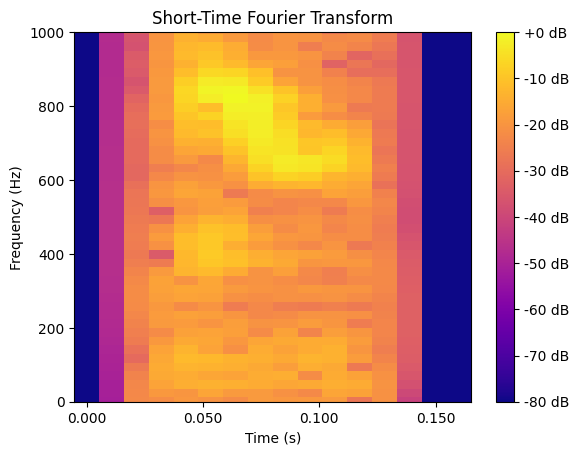 Short-Time Fourier Transform
1000
800
600
400
200
0
Frequency (Hz)
0.000
0.050
0.100
0.150
Time (s)
+0 dB
-10 dB
-20 dB
-30 dB
-40 dB
-50 dB
-60 dB
-70 dB
-80 dB